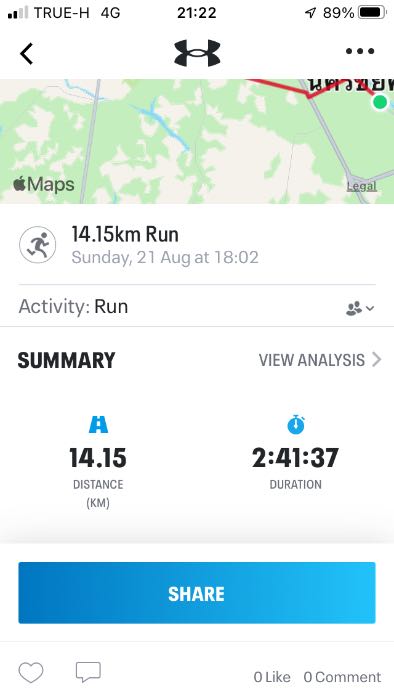 TRUE-H 4G 21:22 89%
Maps
Legal
14.15km Run
Sunday, 21 Aug at 18:02
Activity: Run
SUMMARY VIEW ANALYSIS
14.15 2:41:37
DISTANCE DURATION
(KM)
SHARE
0 Like 0 Comment